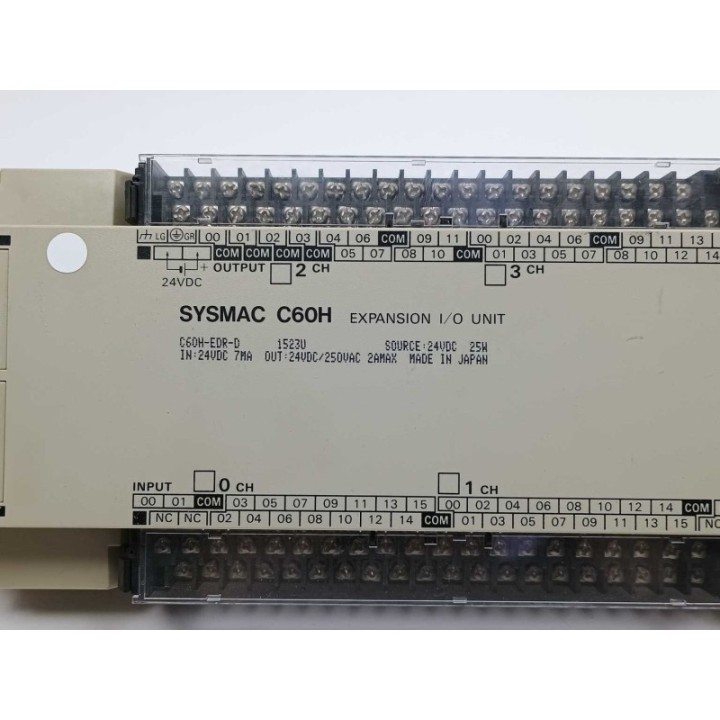 LG GR 00 01 02 03 04 06 COM 09 11 00 02 04 06 COM 09 11 13
COM COM COM COM 05 07 08 10 COM 01 03 05 07 08 10 12 14
+ OUTPUT 2 CH 3 CH
24VDC
SYSMAC C60H EXPANSION I/O UNIT
C60H-EDR-D 1523U SOURCE:24VDC 25W
IN:24VDC 7MA OUT:24VDC/250VAC 2AMAX MADE IN JAPAN
INPUT 0 CH 1 CH
00 01 COM 03 05 07 09 11 13 15 00 02 04 06 08 10 12 14 COM
NC NC 02 04 06 08 10 12 14 COM 01 03 05 07 09 11 13 15 NC